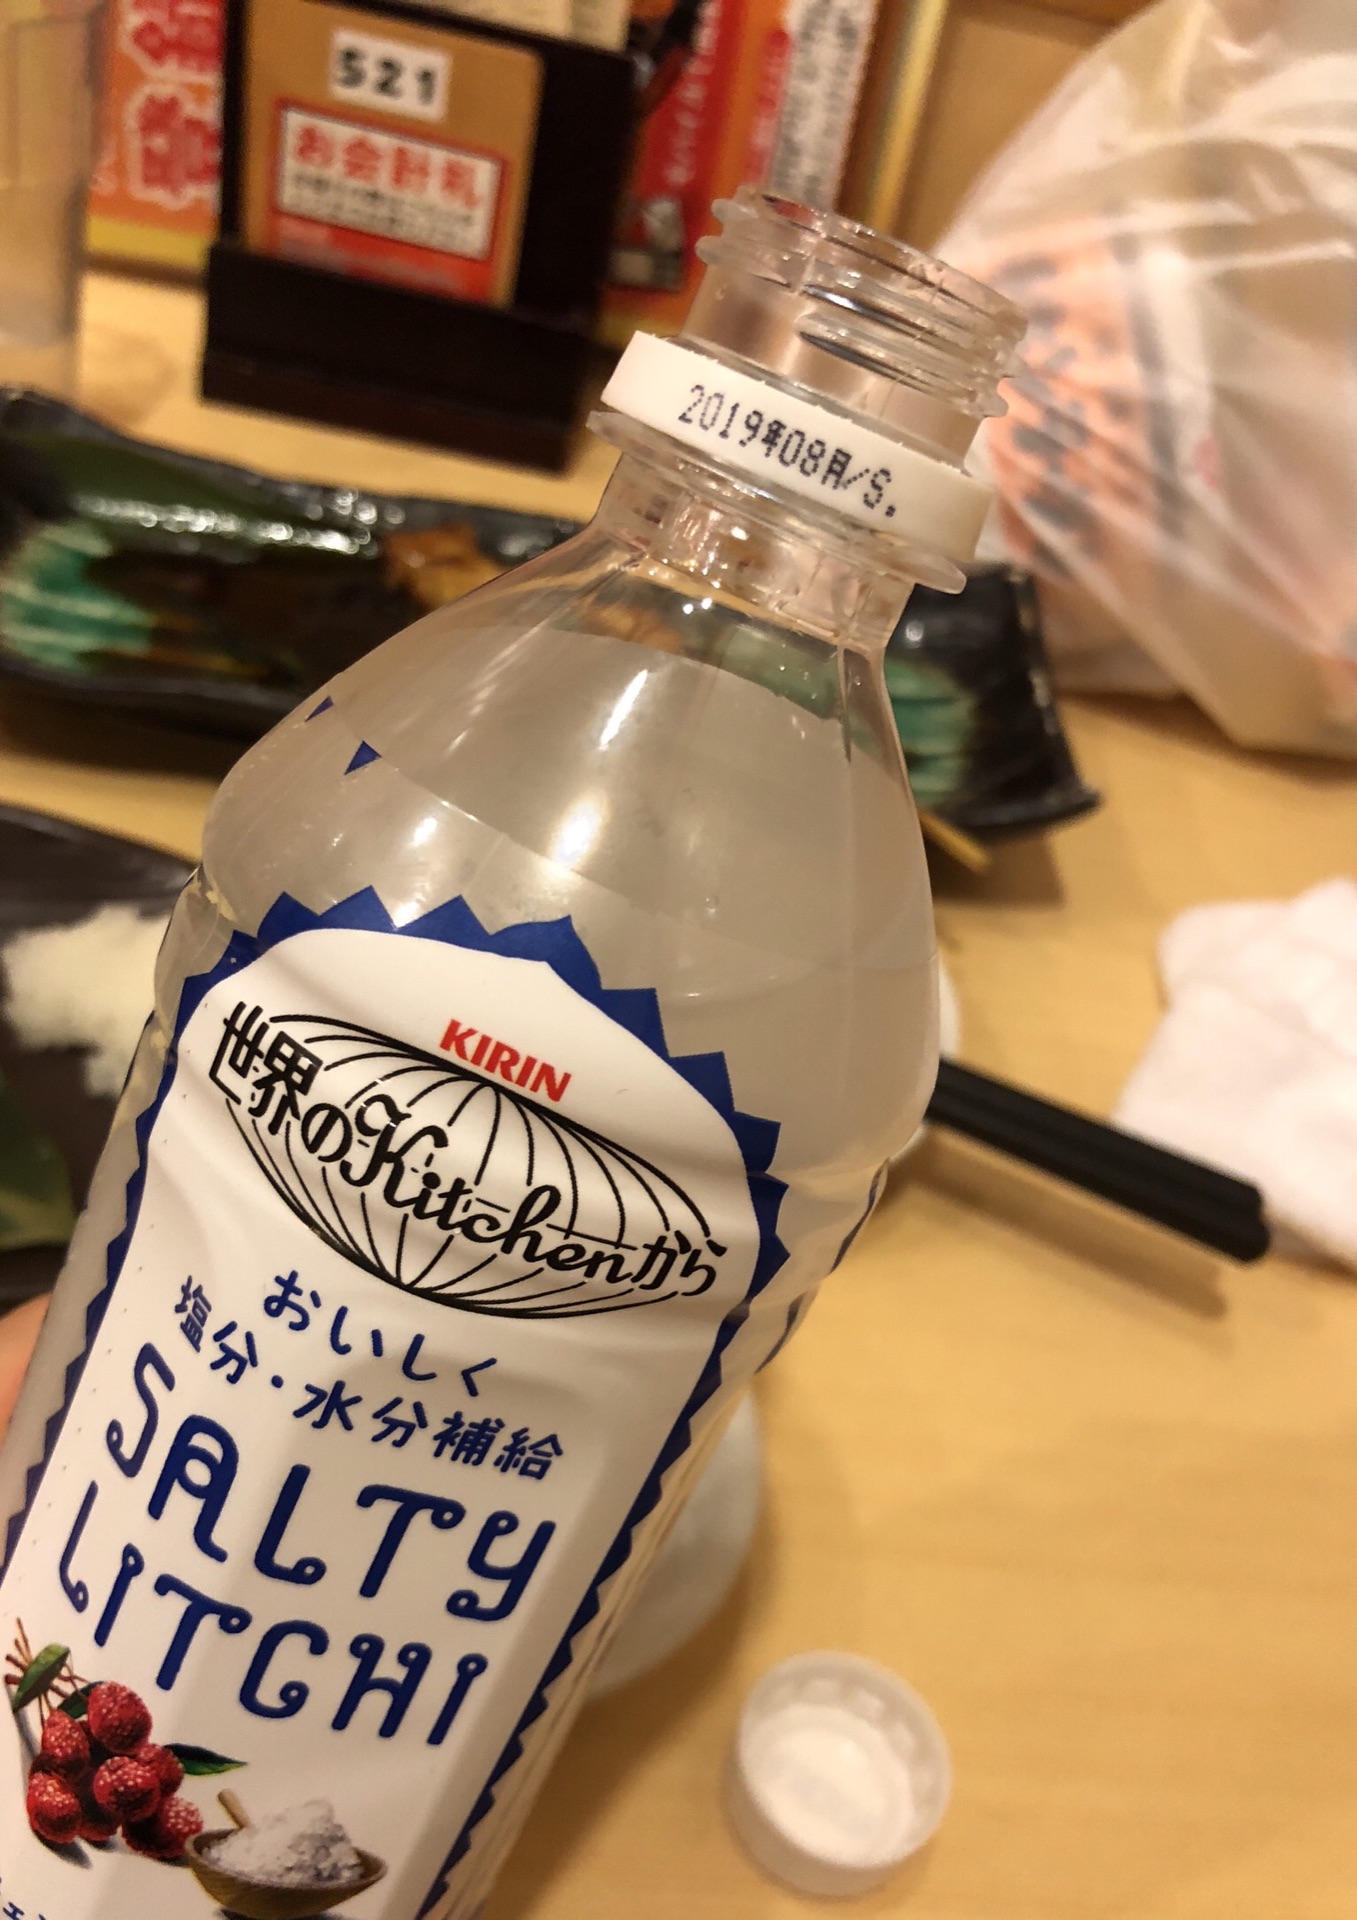 521
お会計札
2019年08月/S.
KIRIN
世界のKitchenから
おいしく
塩分・水分補給
SALTY
LITCHI